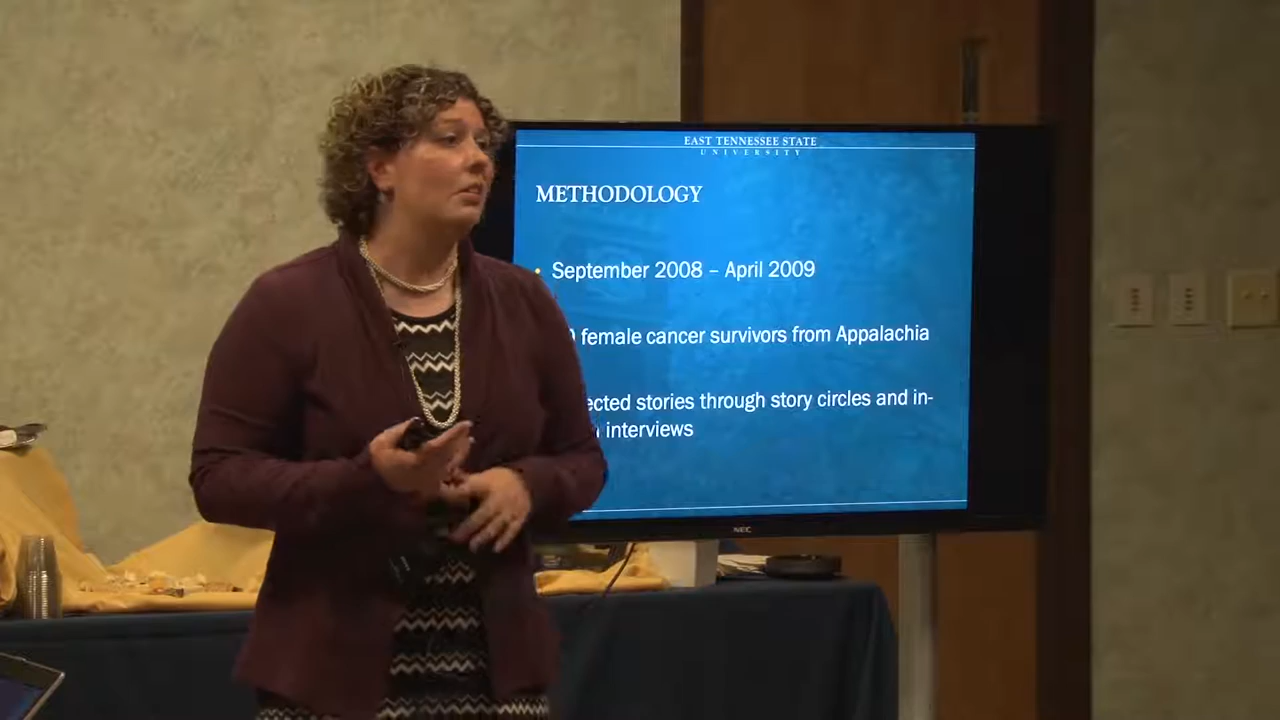 EAST TENNESSEE STATE
UNIVERSITY
METHODOLOGY
• September 2008 – April 2009
female cancer survivors from Appalachia
stories through story circles and in-
interviews
NEC